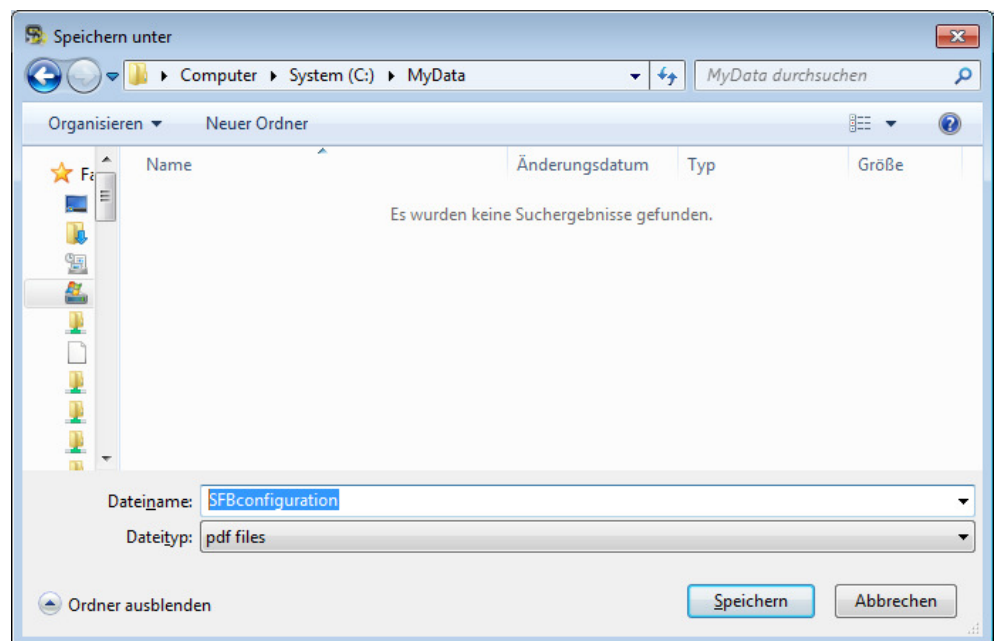 Speichern unter
Computer System (C:) MyData MyData durchsuchen
Organisieren Neuer Ordner
Name Änderungsdatum Typ Größe
Es wurden keine Suchergebnisse gefunden.
Dateiname: SFBconfiguration
Dateityp: pdf files
Ordner ausblenden Speichern Abbrechen